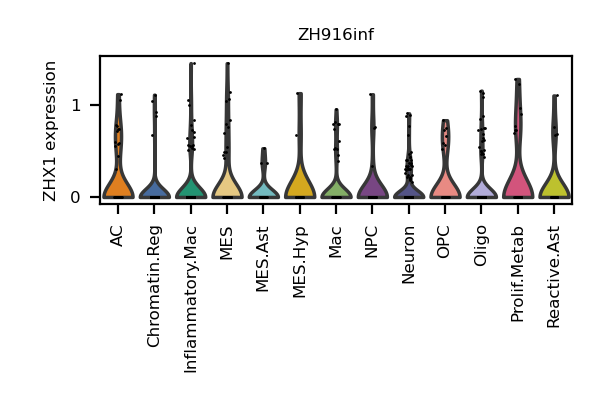 ZH916inf
ZHX1 expression
1
0
AC
Chromatin.Reg
Inflammatory.Mac
MES
MES.Ast
MES.Hyp
Mac
NPC
Neuron
OPC
Oligo
Prolif.Metab
Reactive.Ast